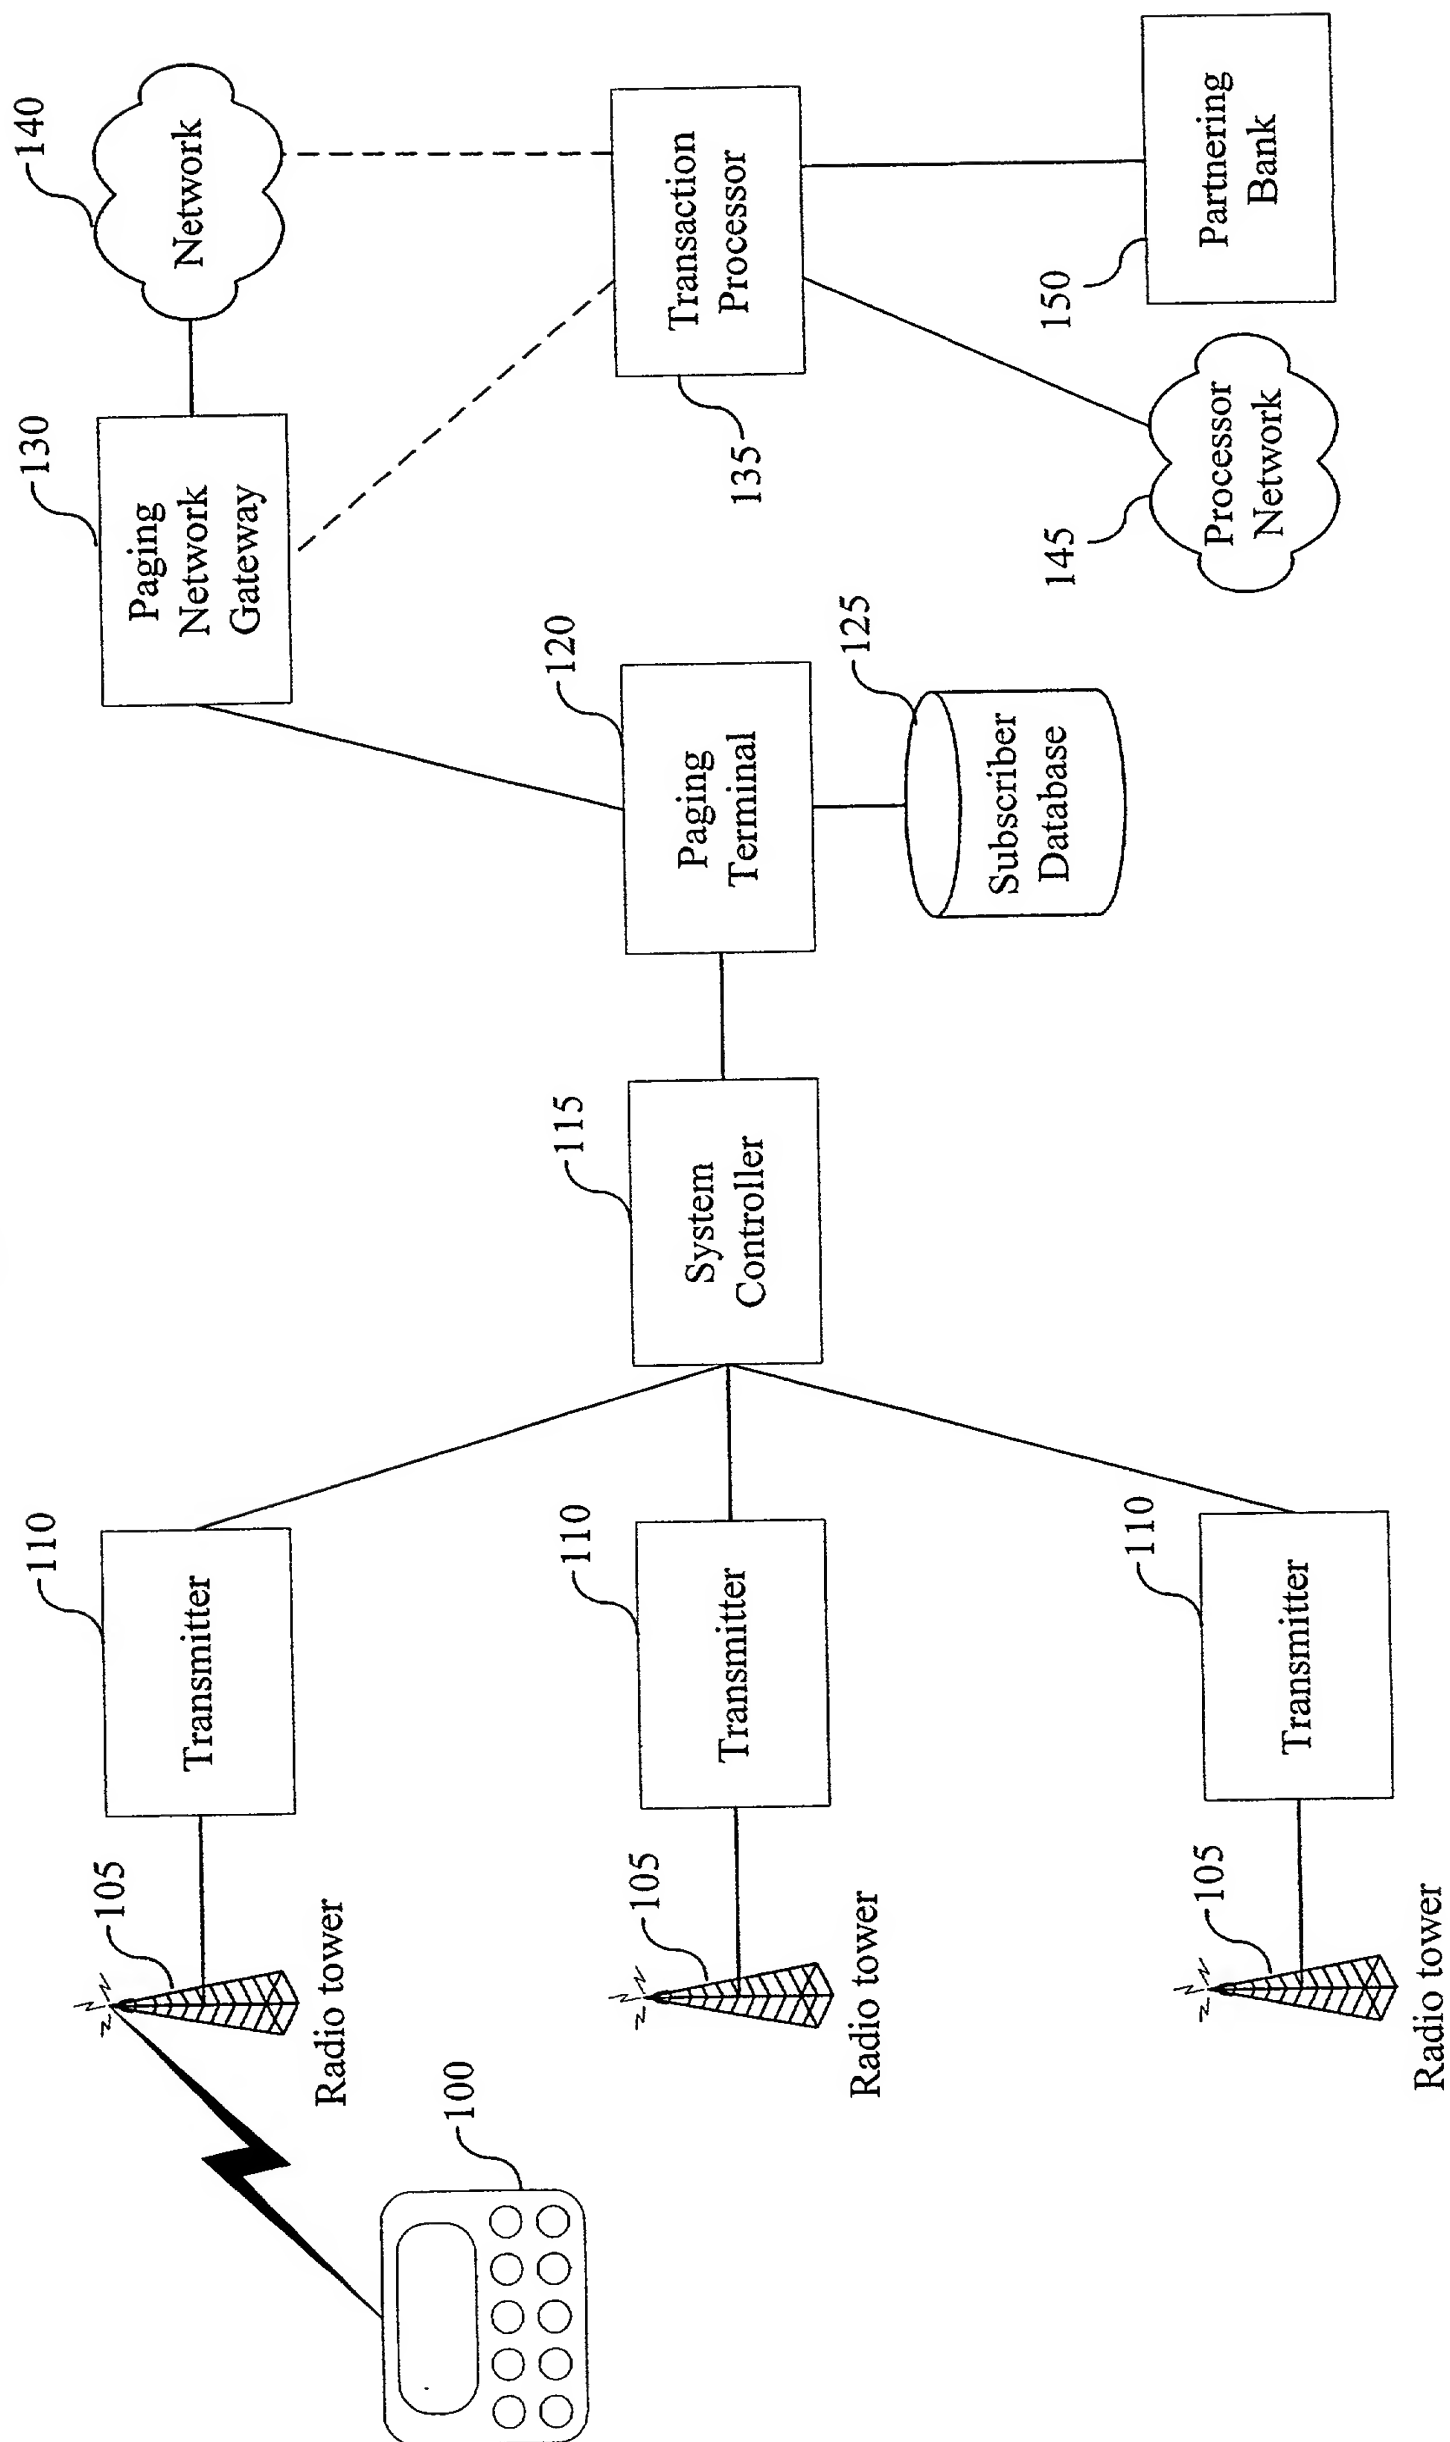 140
Network
130
Paging
Network
Gateway
Transaction
Processor
135
Partnering
Bank
150
Processor
Network
145
120
Paging
Terminal
125
Subscriber
Database
115
System
Controller
110
Transmitter
105
Radio tower
110
Transmitter
105
Radio tower
110
Transmitter
105
Radio tower
100